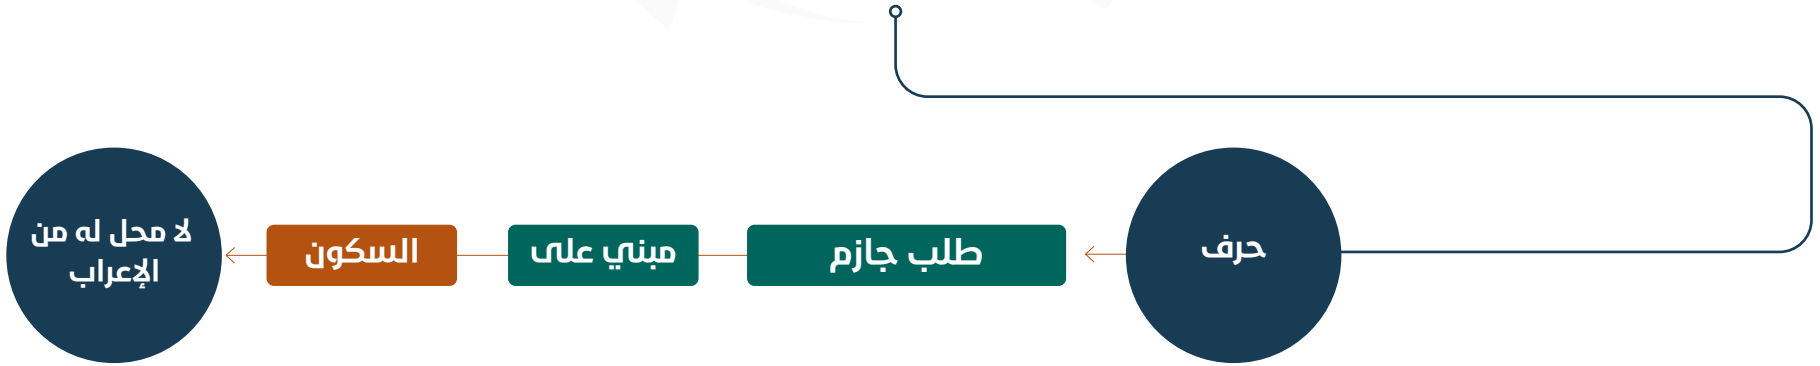 حرف
طلب جازم
مبني على
السكون
لا محل له من
الإعراب